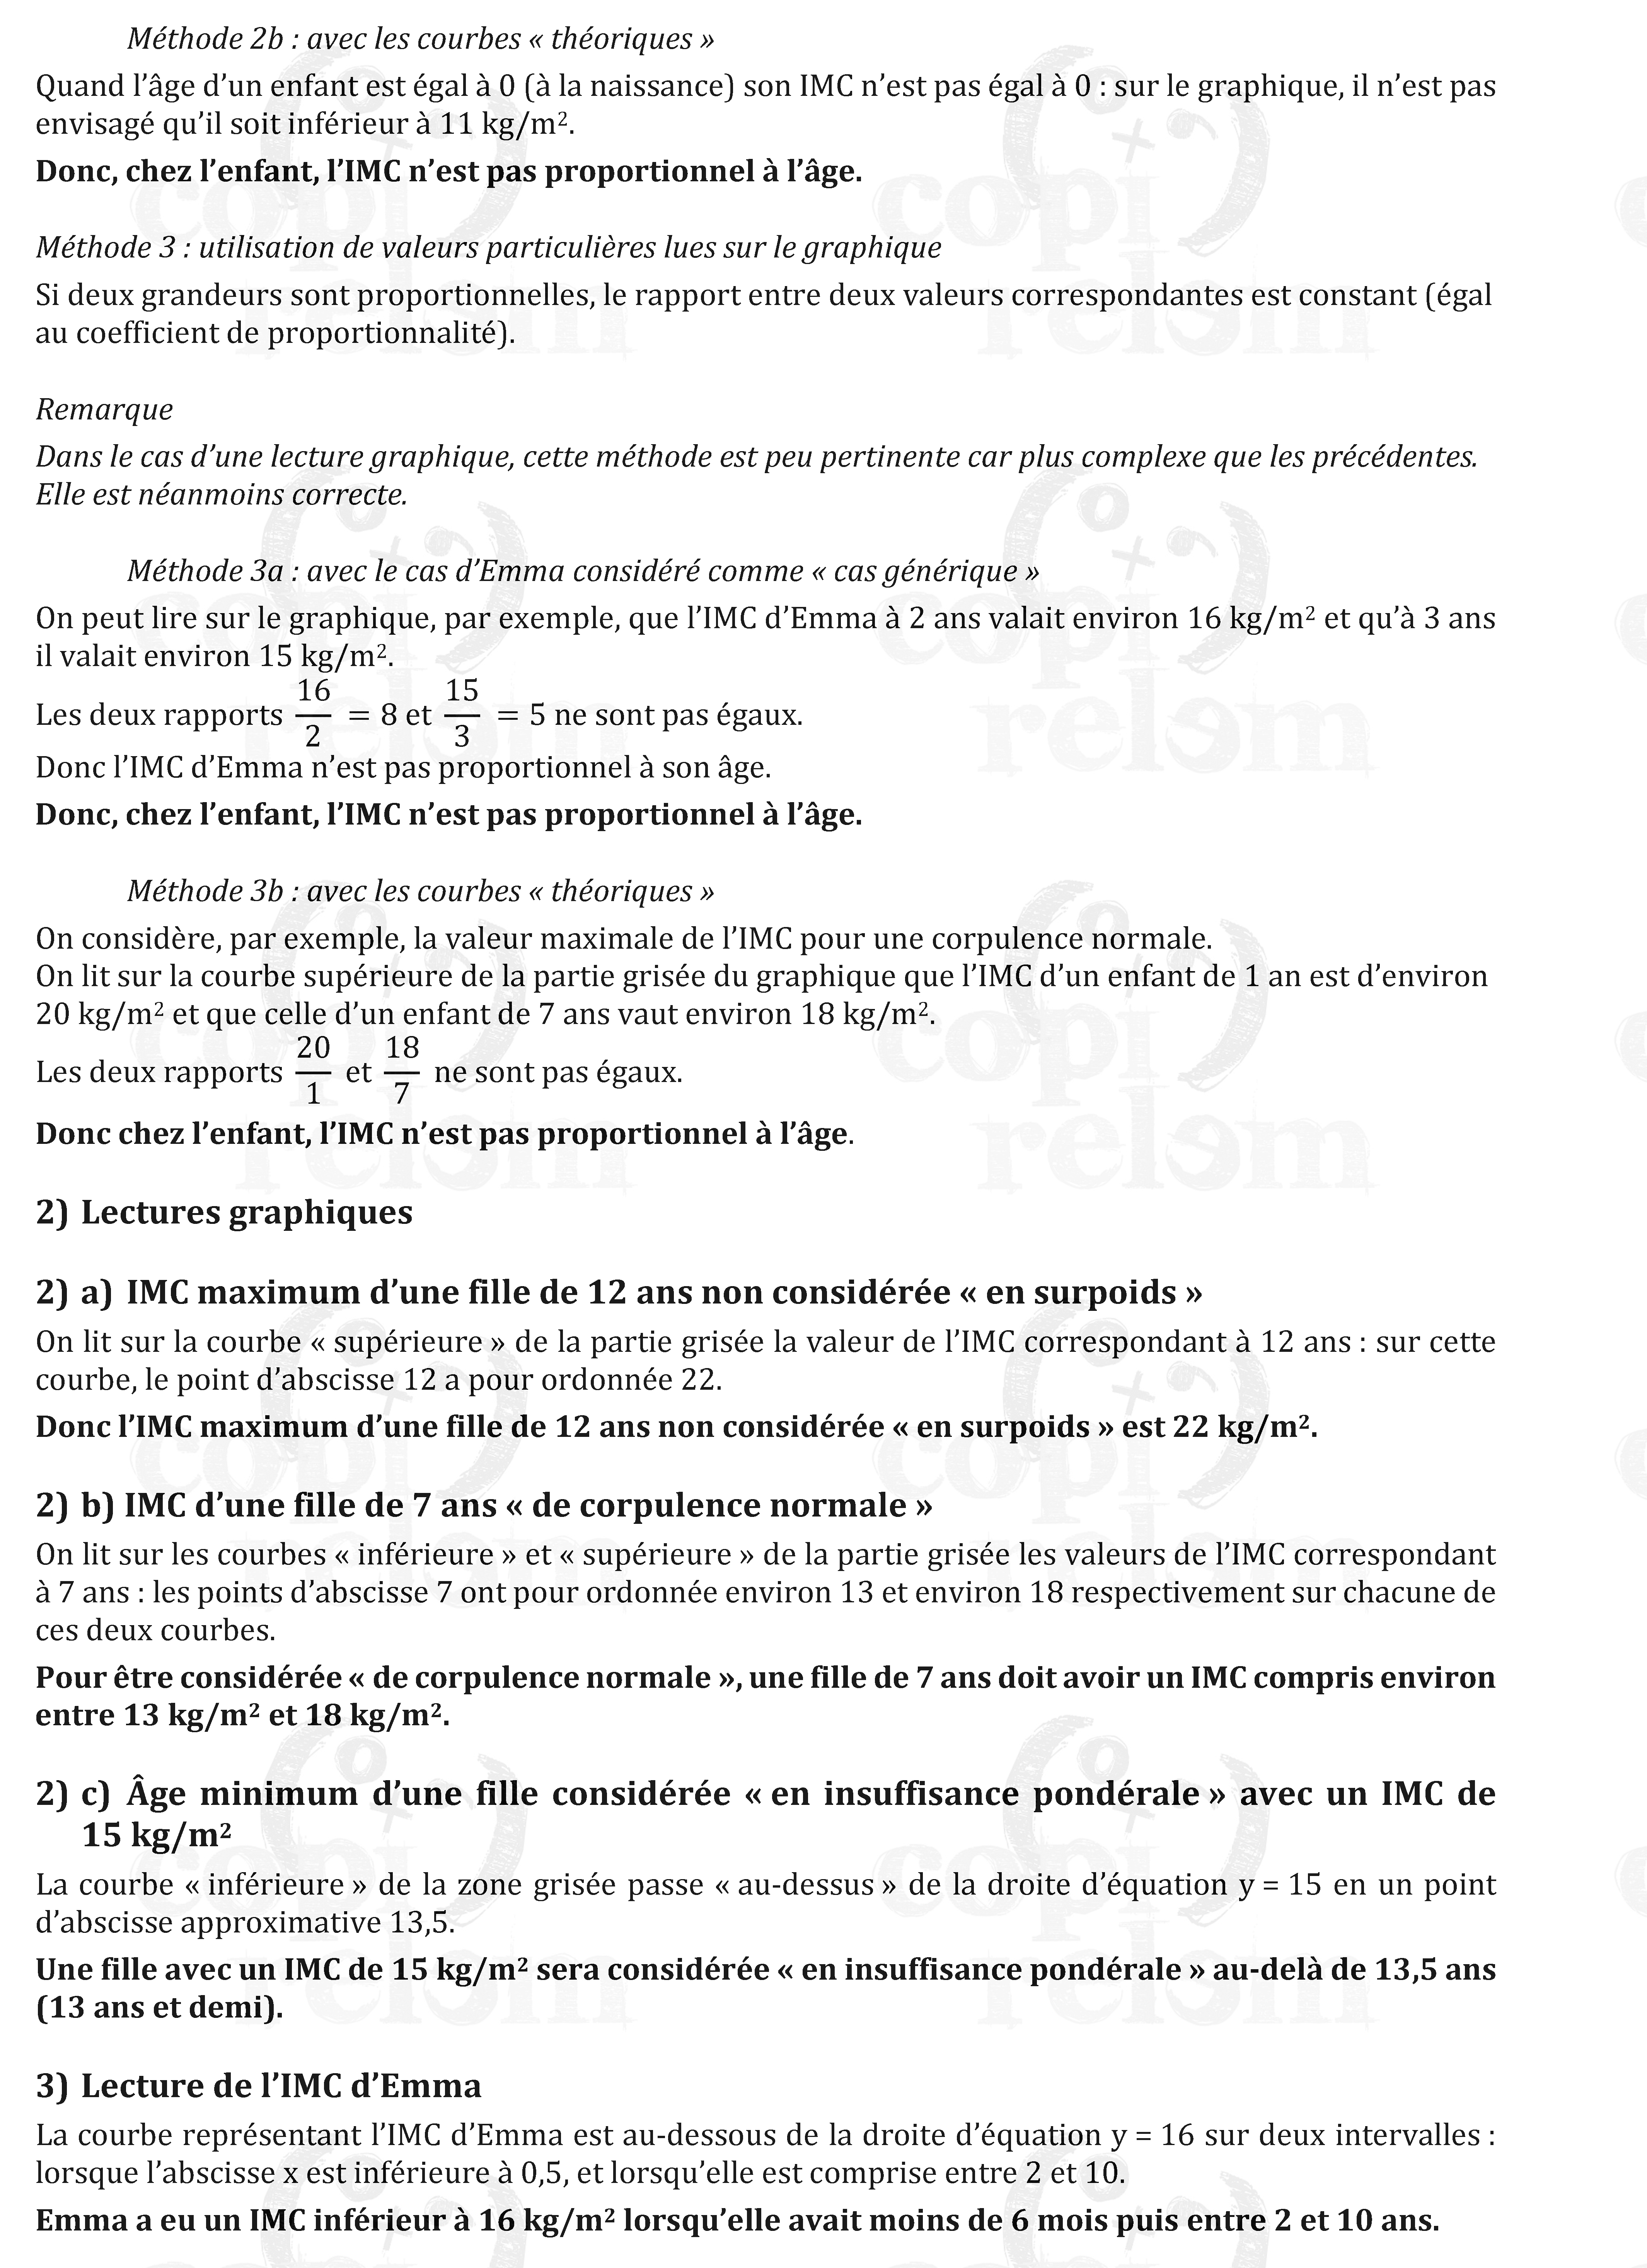 Méthode 2b : avec les courbes « théoriques »
Quand l’âge d’un enfant est égal à 0 (à la naissance) son IMC n’est pas égal à 0 : sur le graphique, il n’est pas
envisagé qu’il soit inférieur à 11 kg/m².
Donc, chez l’enfant, l’IMC n’est pas proportionnel à l’âge.
Méthode 3 : utilisation de valeurs particulières lues sur le graphique
Si deux grandeurs sont proportionnelles, le rapport entre deux valeurs correspondantes est constant (égal
au coefficient de proportionnalité).
Remarque
Dans le cas d’une lecture graphique, cette méthode est peu pertinente car plus complexe que les précédentes.
Elle est néanmoins correcte.
Méthode 3a : avec le cas d’Emma considéré comme « cas générique »
On peut lire sur le graphique, par exemple, que l’IMC d’Emma à 2 ans valait environ 16 kg/m² et qu’à 3 ans
il valait environ 15 kg/m².
Les deux rapports 16/2 = 8 et 15/3 = 5 ne sont pas égaux.
Donc l’IMC d’Emma n’est pas proportionnel à son âge.
Donc, chez l’enfant, l’IMC n’est pas proportionnel à l’âge.
Méthode 3b : avec les courbes « théoriques »
On considère, par exemple, la valeur maximale de l’IMC pour une corpulence normale.
On lit sur la courbe supérieure de la partie grisée du graphique que l’IMC d’un enfant de 1 an est d’environ
20 kg/m² et que celle d’un enfant de 7 ans vaut environ 18 kg/m².
Les deux rapports 20/1 et 18/7 ne sont pas égaux.
Donc chez l’enfant, l’IMC n’est pas proportionnel à l’âge.
2) Lectures graphiques
2) a) IMC maximum d’une fille de 12 ans non considérée « en surpoids »
On lit sur la courbe « supérieure » de la partie grisée la valeur de l’IMC correspondant à 12 ans : sur cette
courbe, le point d’abscisse 12 a pour ordonnée 22.
Donc l’IMC maximum d’une fille de 12 ans non considérée « en surpoids » est 22 kg/m².
2) b) IMC d’une fille de 7 ans « de corpulence normale »
On lit sur les courbes « inférieure » et « supérieure » de la partie grisée les valeurs de l’IMC correspondant
à 7 ans : les points d’abscisse 7 ont pour ordonnée environ 13 et environ 18 respectivement sur chacune de
ces deux courbes.
Pour être considérée « de corpulence normale », une fille de 7 ans doit avoir un IMC compris environ
entre 13 kg/m² et 18 kg/m².
2) c) Âge minimum d’une fille considérée « en insuffisance pondérale » avec un IMC de
15 kg/m²
La courbe « inférieure » de la zone grisée passe « au-dessus » de la droite d’équation y = 15 en un point
d’abscisse approximative 13,5.
Une fille avec un IMC de 15 kg/m² sera considérée « en insuffisance pondérale » au-delà de 13,5 ans
(13 ans et demi).
3) Lecture de l’IMC d’Emma
La courbe représentant l’IMC d’Emma est au-dessous de la droite d’équation y = 16 sur deux intervalles :
lorsque l’abscisse x est inférieure à 0,5, et lorsqu’elle est comprise entre 2 et 10.
Emma a eu un IMC inférieur à 16 kg/m² lorsqu’elle avait moins de 6 mois puis entre 2 et 10 ans.